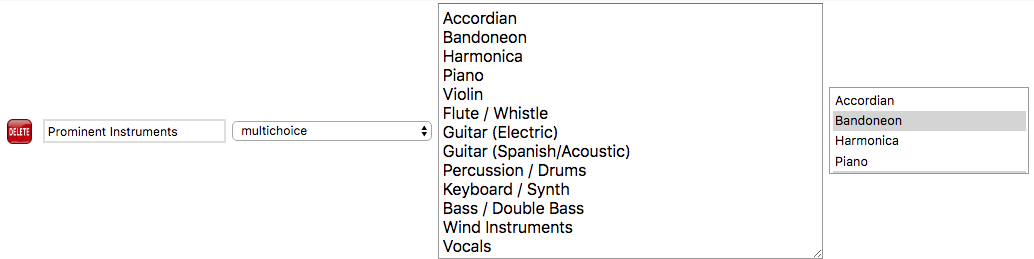 DELETE
Prominent Instruments
multichoice
Accordian
Bandoneon
Harmonica
Piano
Violin
Flute / Whistle
Guitar (Electric)
Guitar (Spanish/Acoustic)
Percussion / Drums
Keyboard / Synth
Bass / Double Bass
Wind Instruments
Vocals
Accordian
Bandoneon
Harmonica
Piano